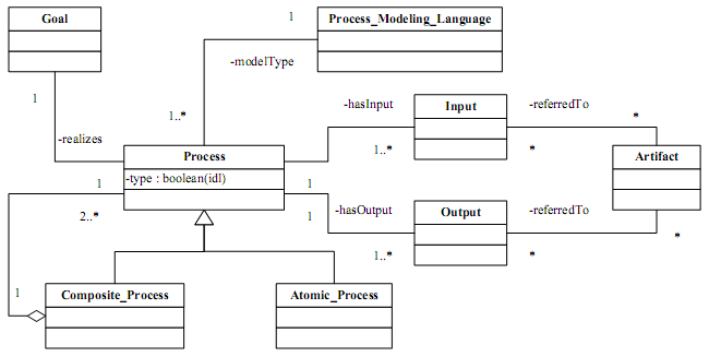 Goal
1
Process_Modeling_Language
-modelType
1
-realizes
1..*
-hasInput
Input
-referredTo
*
Process
-type : boolean(idl)
1..*
*
Artifact
1
2..*
1
1
-hasOutput
Output
-referredTo
*
1..*
*
1
Composite_Process
Atomic_Process